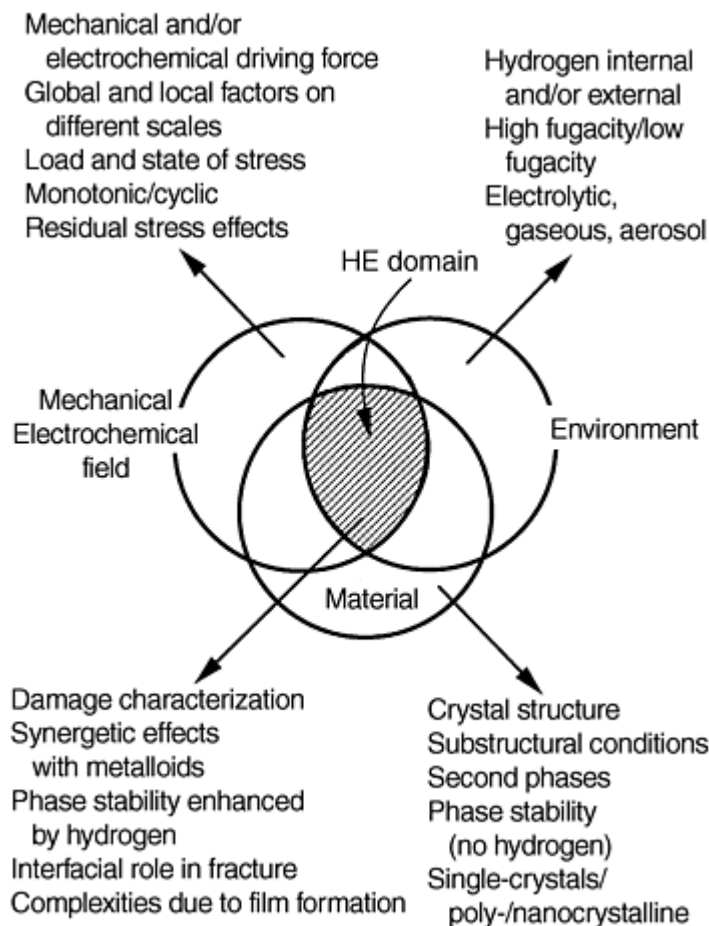 Mechanical and/or
electrochemical driving force
Global and local factors on
different scales
Load and state of stress
Monotonic/cyclic
Residual stress effects
Hydrogen internal
and/or external
High fugacity/low
fugacity
Electrolytic,
gaseous, aerosol
HE domain
Mechanical
Electrochemical
field
Environment
Material
Damage characterization
Synergetic effects
with metalloids
Phase stability enhanced
by hydrogen
Interfacial role in fracture
Complexities due to film formation
Crystal structure
Substructural conditions
Second phases
Phase stability
(no hydrogen)
Single-crystals/
poly-/nanocrystalline